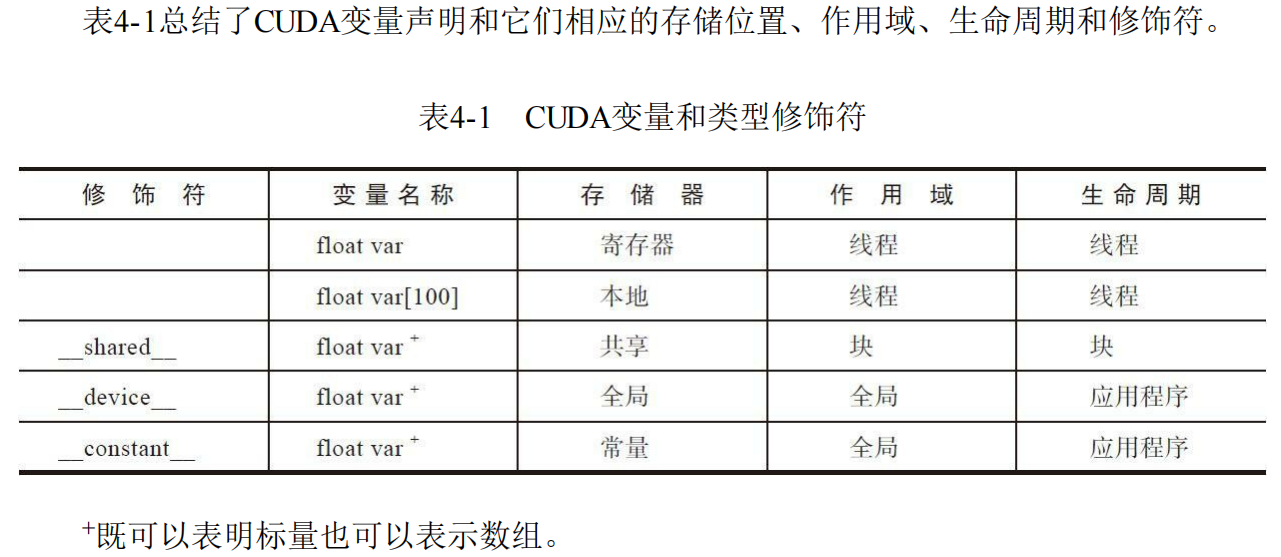 表4-1总结了CUDA变量声明和它们相应的存储位置、作用域、生命周期和修饰符。
表4-1 CUDA变量和类型修饰符
修饰符 变量名称 存储器 作用域 生命周期
float var 寄存器 线程 线程
float var[100] 本地 线程 线程
__shared__ float var + 共享 块 块
__device__ float var + 全局 全局 应用程序
__constant__ float var + 常量 全局 应用程序
+既可以表明标量也可以表示数组。